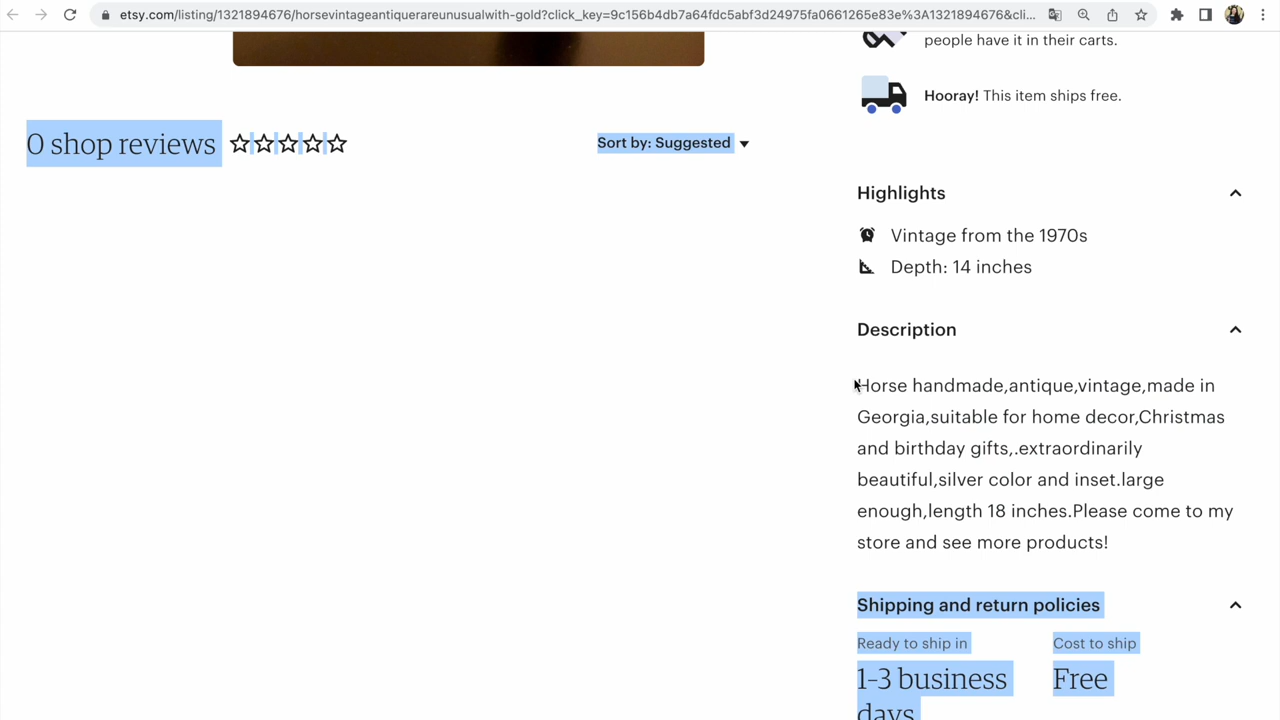 etsy.com/listing/1321894676/horsevintageantiquerareunusualwith-gold?click_key=9c156b4db7a64fdc5abf3d24975fa0661265e83e%3A1321894676&cli...
people have it in their carts.
Hooray! This item ships free.
0 shop reviews
Sort by: Suggested
Highlights
Vintage from the 1970s
Depth: 14 inches
Description
Horse handmade,antique,vintage,made in
Georgia,suitable for home decor,Christmas
and birthday gifts,.extraordinarily
beautiful,silver color and inset.large
enough,length 18 inches.Please come to my
store and see more products!
Shipping and return policies
Ready to ship in
Cost to ship
1-3 business
Free
days